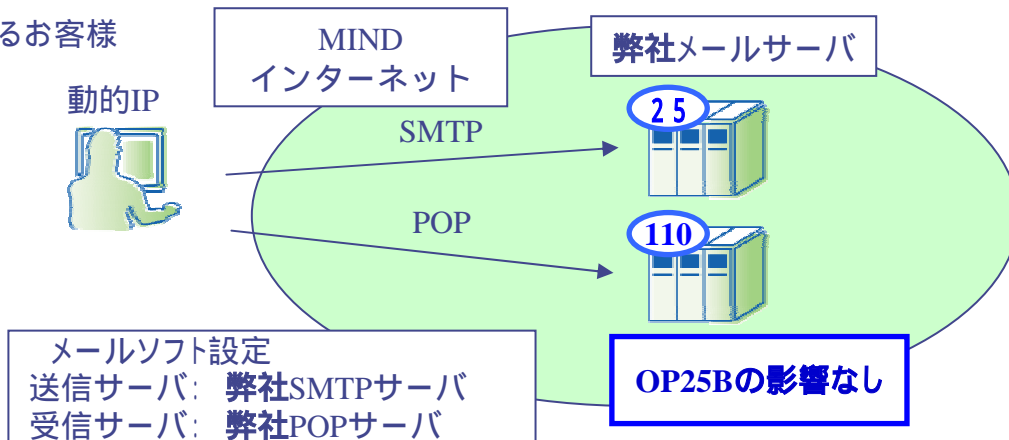 るお客様
MIND
インターネット
弊社メールサーバ
動的IP
25
SMTP
POP
110
メールソフト設定
送信サーバ: 弊社SMTPサーバ
受信サーバ: 弊社POPサーバ
OP25Bの影響なし